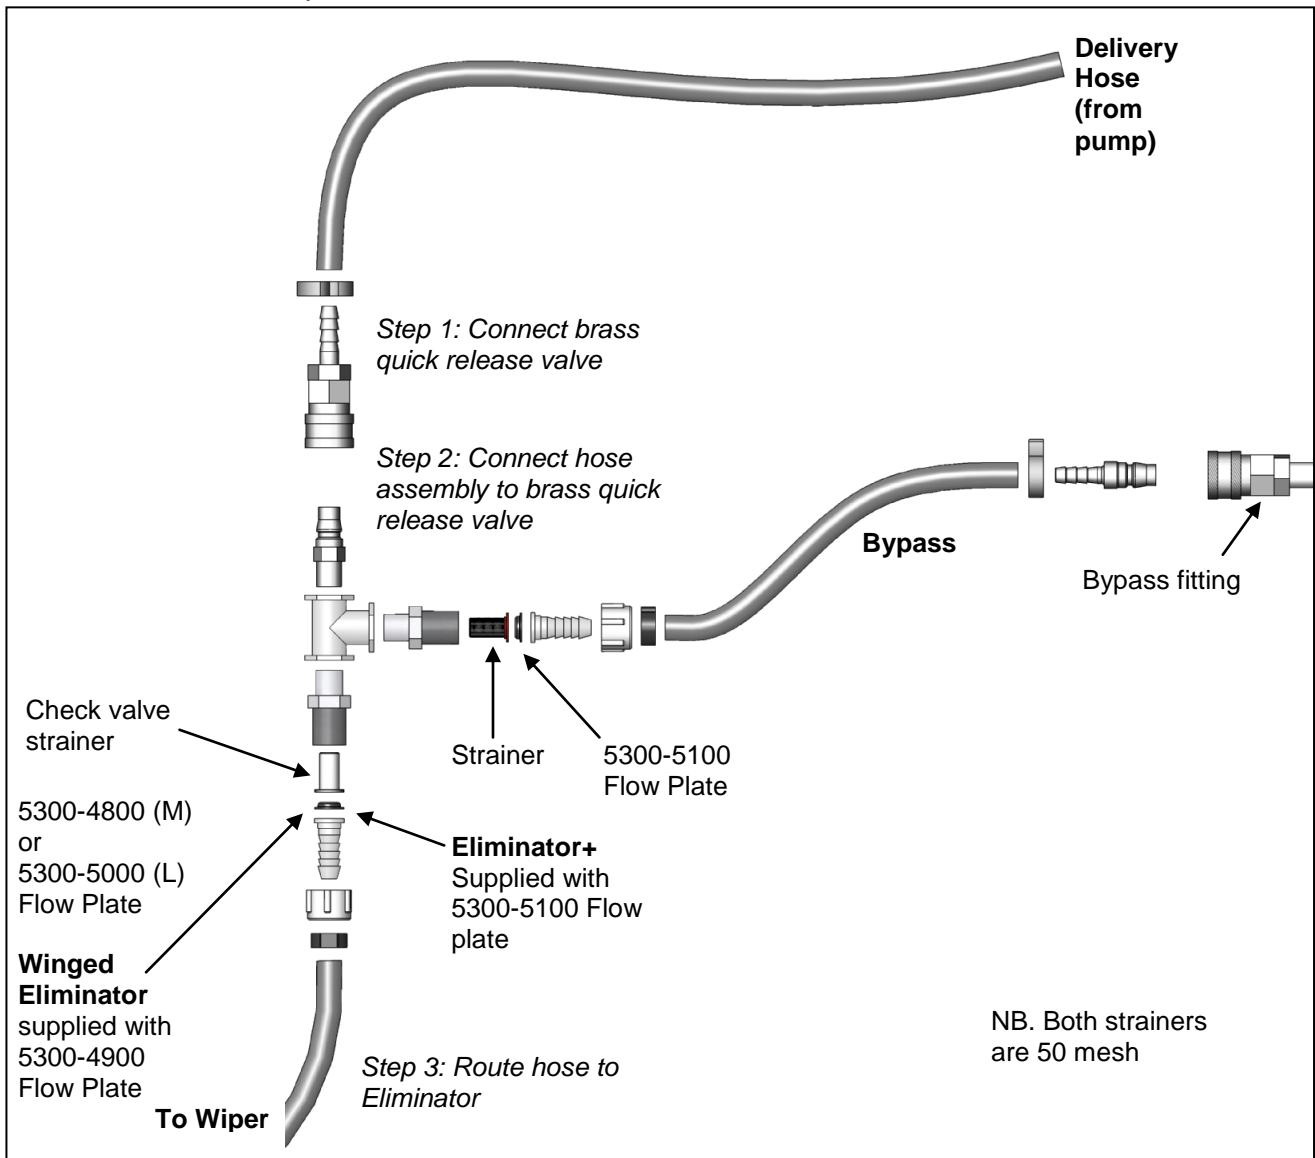 Delivery
Hose
(from
pump)
Step 1: Connect brass
quick release valve
Step 2: Connect hose
assembly to brass quick
release valve
Bypass
Bypass fitting
Check valve
strainer
Strainer
5300-5100
Flow Plate
5300-4800 (M)
or
5300-5000 (L)
Flow Plate
Eliminator+
Supplied with
5300-5100 Flow
plate
Winged
Eliminator
supplied with
5300-4900
Flow Plate
NB. Both strainers
are 50 mesh
Step 3: Route hose to
Eliminator
To Wiper